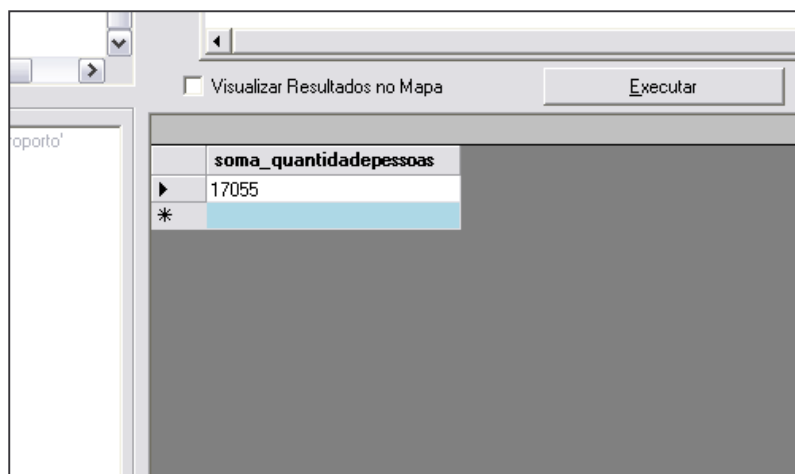 Visualizar Resultados no Mapa
Executar
oporto'
soma_quantidadepessoas
17055